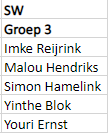 SW
Groep 3
Imke Reijrink
Malou Hendriks
Simon Hamelink
Yinthe Blok
Youri Ernst